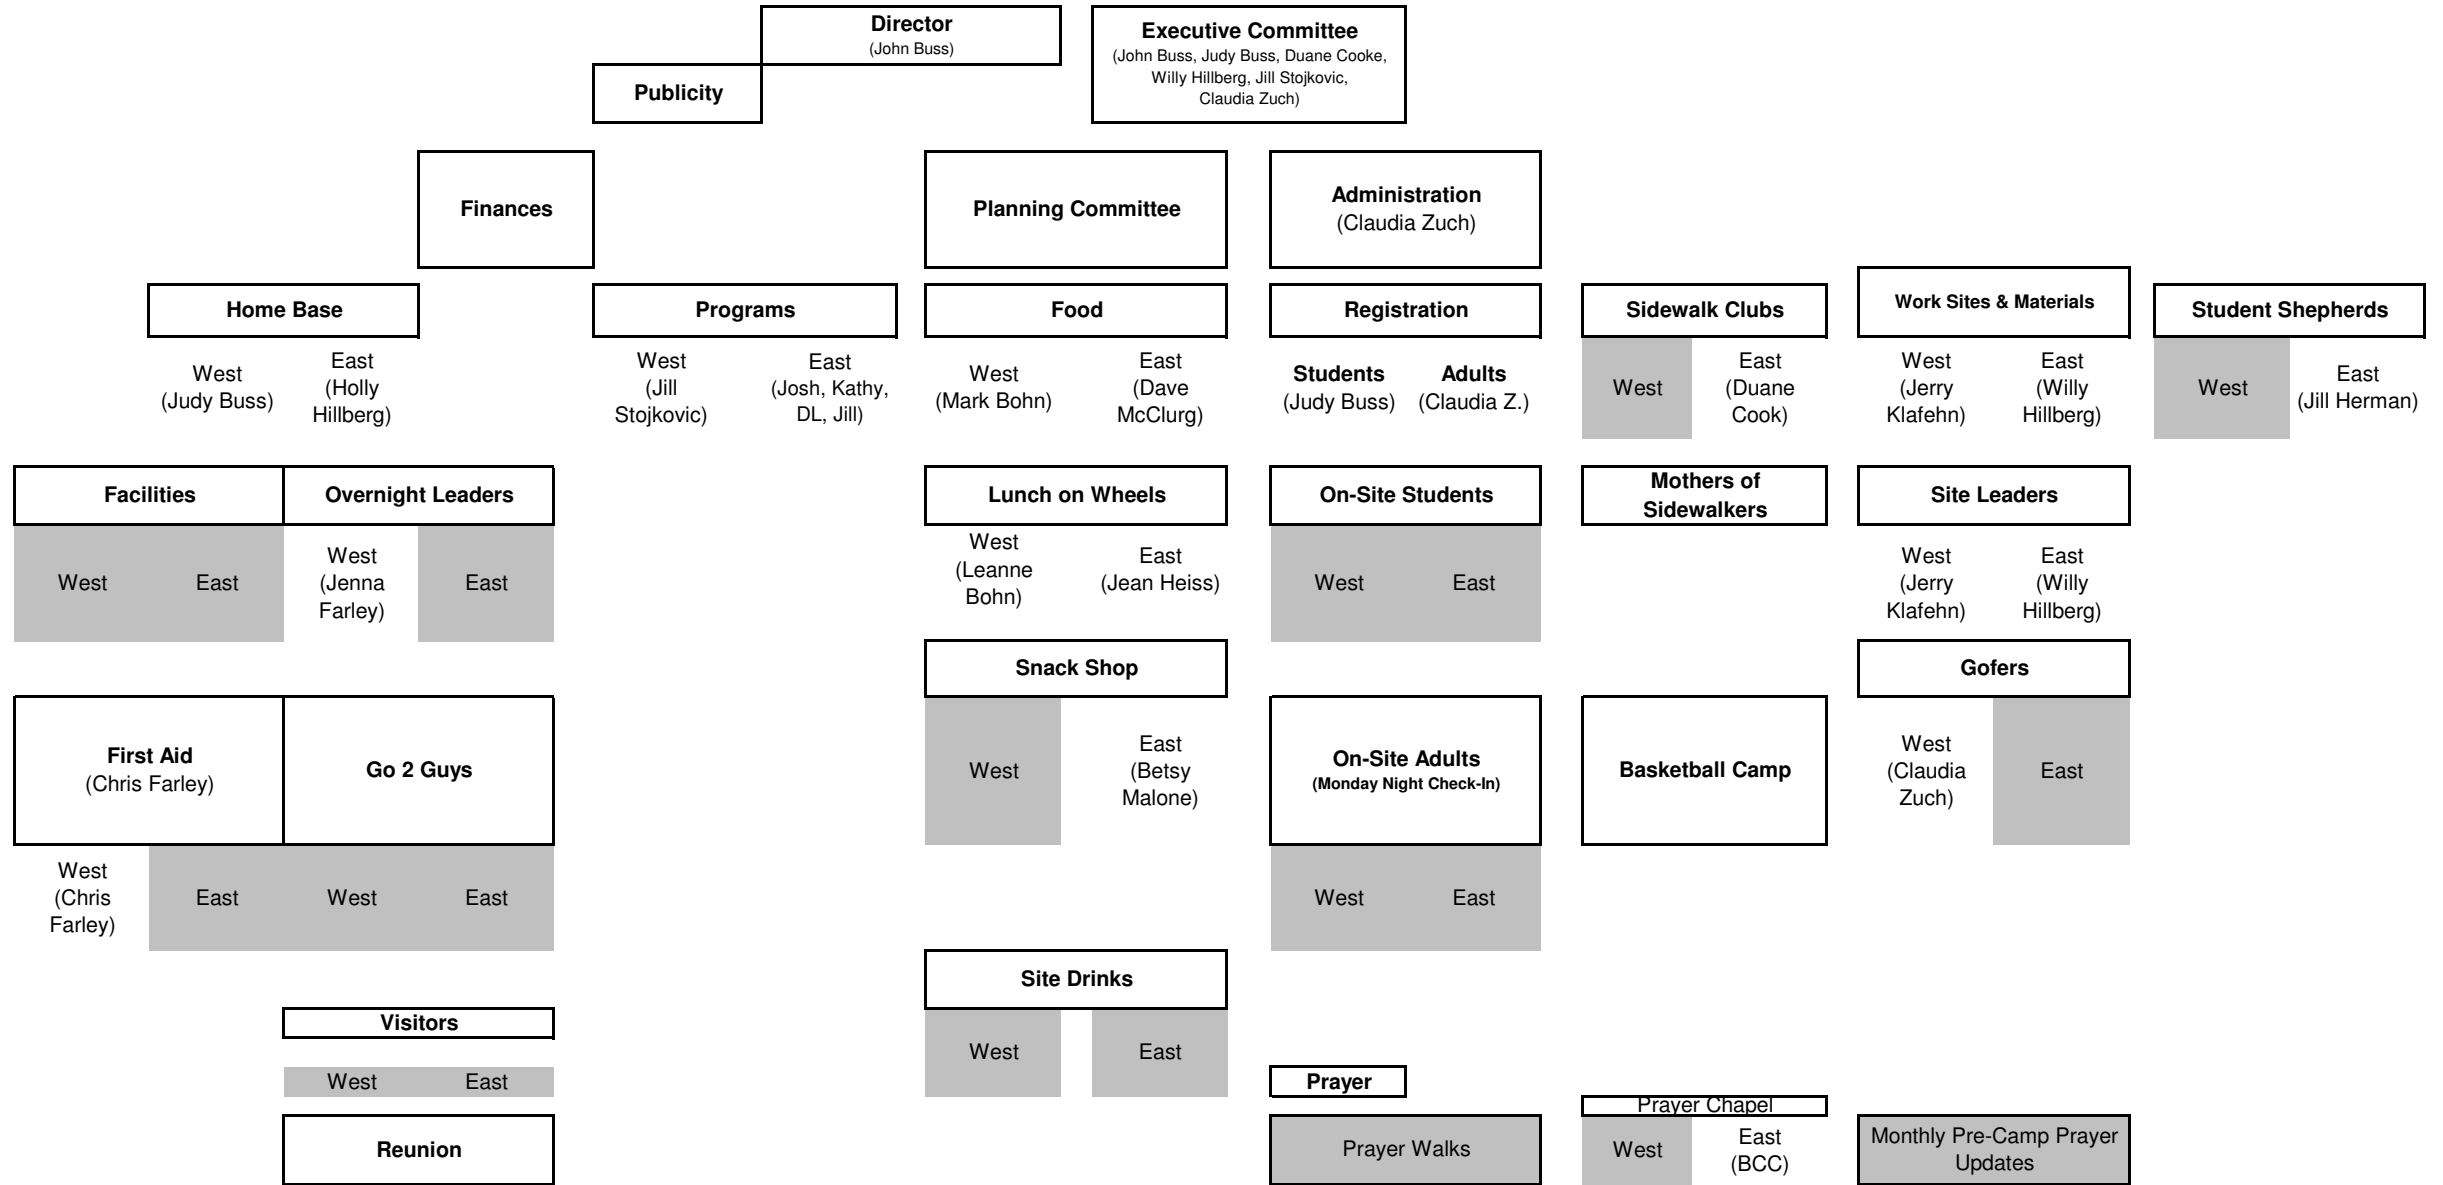 Director
(John Buss)
Executive Committee
(John Buss, Judy Buss, Duane Cooke,
Willy Hillberg, Jill Stojkovic,
Claudia Zuch)
Publicity
Finances
Planning Committee
Administration
(Claudia Zuch)
Home Base
Programs
Food
Registration
Sidewalk Clubs
Work Sites & Materials
Student Shepherds
West
(Judy Buss)
East
(Holly
Hillberg)
West
(Jill
Stojkovic)
East
(Josh, Kathy,
DL, Jill)
West
(Mark Bohn)
East
(Dave
McClurg)
Students
(Judy Buss)
Adults
(Claudia Z.)
West
East
(Duane
Cook)
West
(Jerry
Klafehn)
East
(Willy
Hillberg)
West
East
(Jill Herman)
Facilities
Overnight Leaders
Lunch on Wheels
On-Site Students
Mothers of
Sidewalkers
Site Leaders
West
East
West
(Jenna
Farley)
East
West
(Leanne
Bohn)
East
(Jean Heiss)
West
East
West
(Jerry
Klafehn)
East
(Willy
Hillberg)
Snack Shop
Gofers
First Aid
(Chris Farley)
Go 2 Guys
West
East
(Betsy
Malone)
On-Site Adults
(Monday Night Check-In)
Basketball Camp
West
(Claudia
Zuch)
East
West
(Chris
Farley)
East
West
East
West
East
Site Drinks
Visitors
West
East
West
East
Prayer
Prayer Chapel
Reunion
Prayer Walks
West
East
(BCC)
Monthly Pre-Camp Prayer
Updates